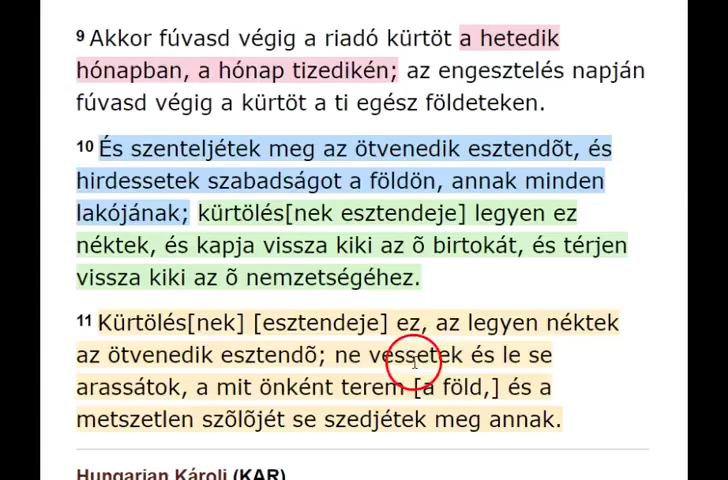 9 Akkor fúvasd végig a riadó kürtöt a hetedik
hónapban, a hónap tizedikén; az engesztelés napján
fúvasd végig a kürtöt a ti egész földeteken.
10 És szenteljétek meg az ötvenedik esztendõt, és
hirdessetek szabadságot a földön, annak minden
lakójának; kürtölés[nek esztendeje] legyen ez
néktek, és kapja vissza kiki az õ birtokát, és térjen
vissza kiki az õ nemzetségéhez.
11 Kürtölés[nek] [esztendeje] ez, az legyen néktek
az ötvenedik esztendõ; ne vessetek és le se
arassátok, a mit önként terem [a föld,] és a
metszetlen szõlõjét se szedjétek meg annak.
Hungarian Károli (KAR)